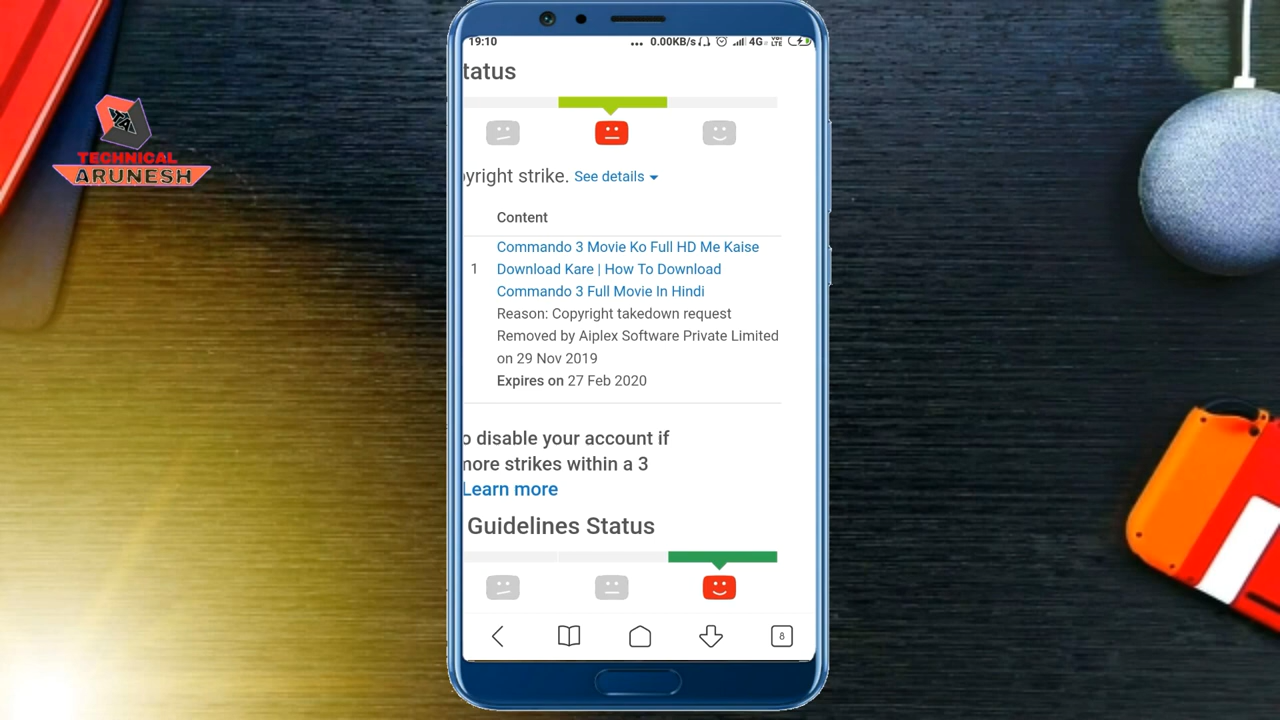 19:10
... 0.00KB/s 4G VoI LTE
tatus
TECHNICAL
ARUNESH
yright strike. See details
Content
1
Commando 3 Movie Ko Full HD Me Kaise
Download Kare | How To Download
Commando 3 Full Movie In Hindi
Reason: Copyright takedown request
Removed by Aiplex Software Private Limited
on 29 Nov 2019
Expires on 27 Feb 2020
o disable your account if
more strikes within a 3
Learn more
Guidelines Status
8